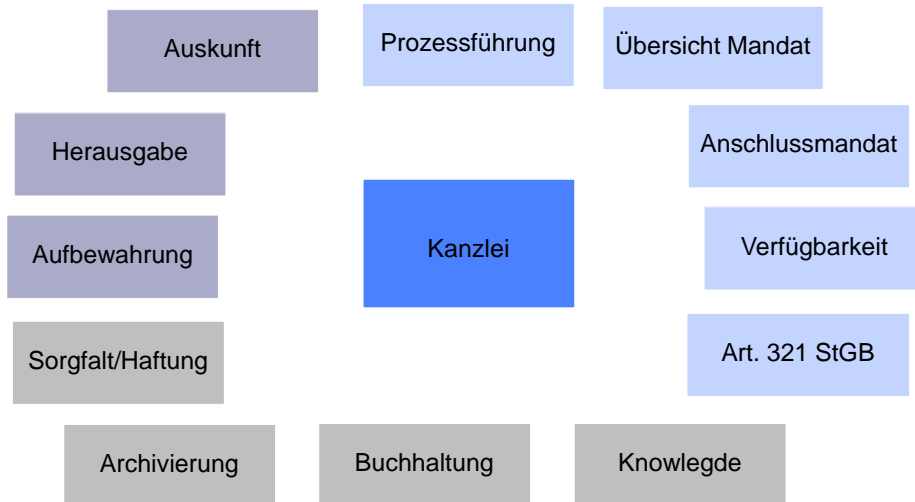 Auskunft
Prozessführung
Übersicht Mandat
Herausgabe
Anschlussmandat
Aufbewahrung
Kanzlei
Verfügbarkeit
Sorgfalt/Haftung
Art. 321 StGB
Archivierung
Buchhaltung
Knowlegde